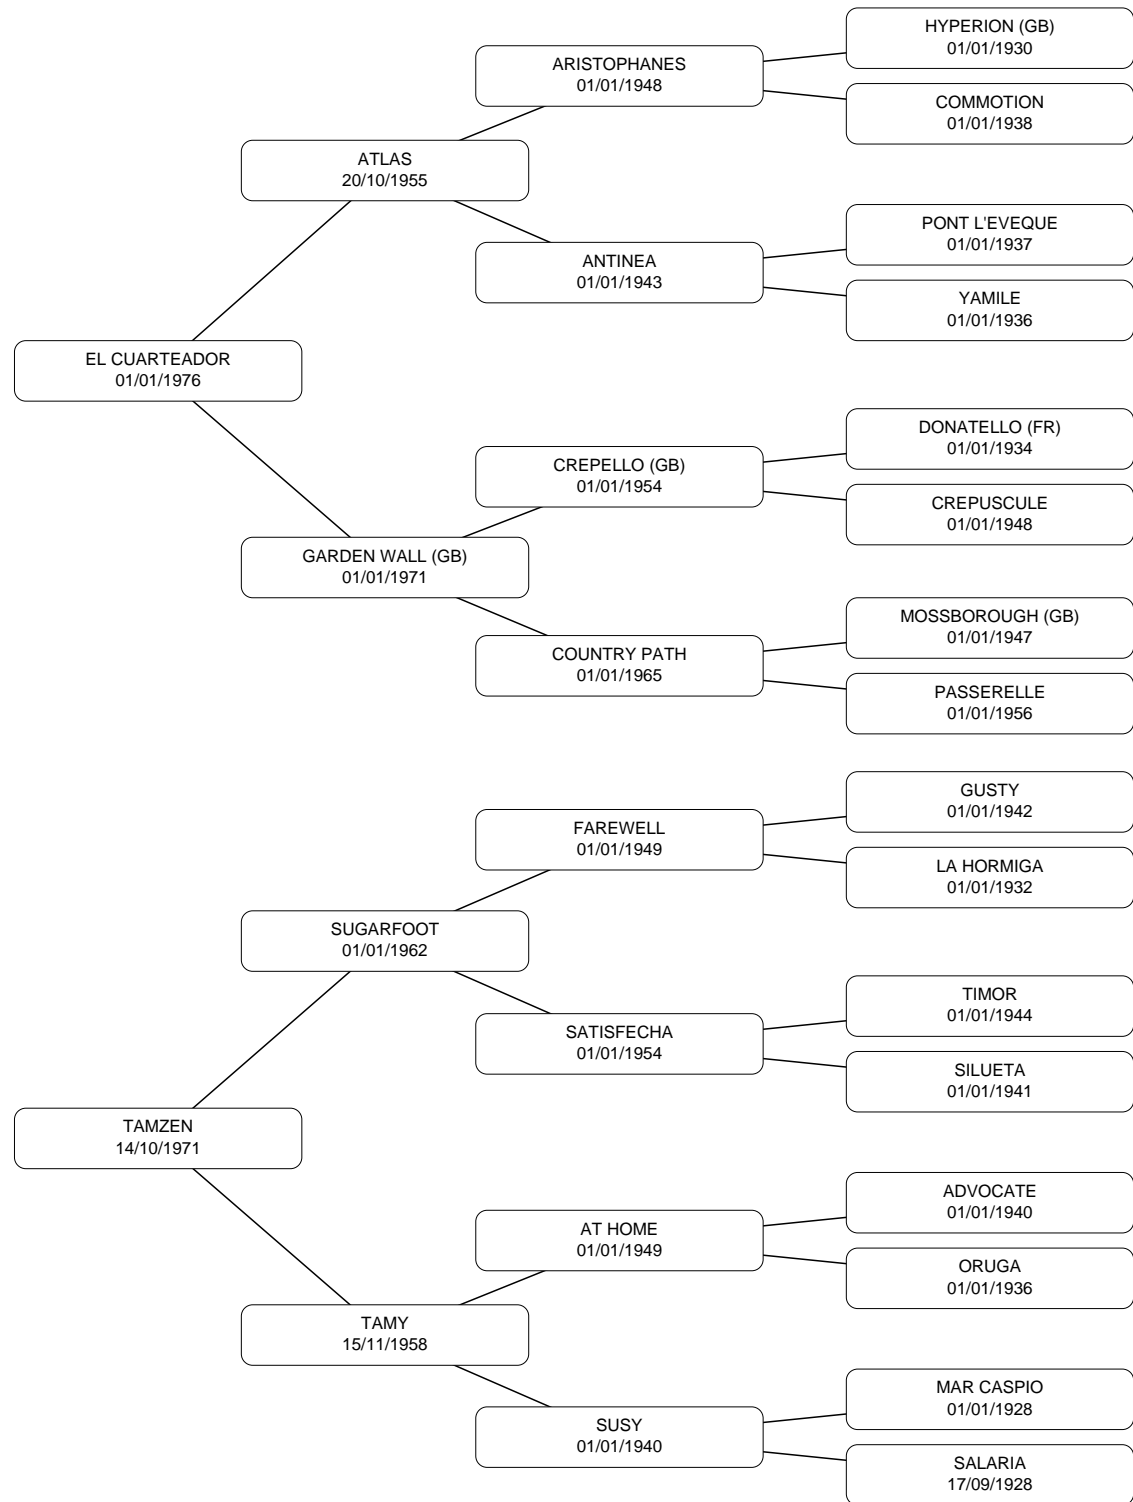 HYPERION (GB)
01/01/1930
ARISTOPHANES
01/01/1948
COMMOTION
01/01/1938
ATLAS
20/10/1955
PONT L'EVEQUE
01/01/1937
ANTINEA
01/01/1943
YAMILE
01/01/1936
EL CUARTEADOR
01/01/1976
DONATELLO (FR)
01/01/1934
CREPELLO (GB)
01/01/1954
CREPUSCULE
01/01/1948
GARDEN WALL (GB)
01/01/1971
MOSSBOROUGH (GB)
01/01/1947
COUNTRY PATH
01/01/1965
PASSERELLE
01/01/1956
GUSTY
01/01/1942
FAREWELL
01/01/1949
LA HORMIGA
01/01/1932
SUGARFOOT
01/01/1962
TIMOR
01/01/1944
SATISFECHA
01/01/1954
SILUETA
01/01/1941
TAMZEN
14/10/1971
ADVOCATE
01/01/1940
AT HOME
01/01/1949
ORUGA
01/01/1936
TAMY
15/11/1958
MAR CASPIO
01/01/1928
SUSY
01/01/1940
SALARIA
17/09/1928